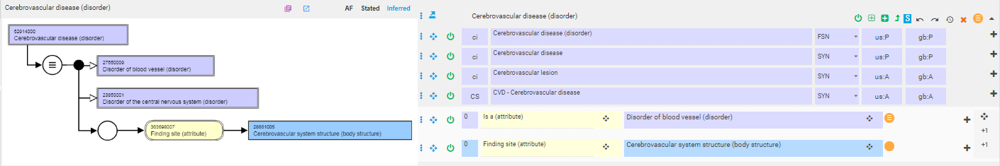 Cerebrovascular disease (disorder)
AF Stated Inferred
62914000
Cerebrovascular disease (disorder)
27550009
Disorder of blood vessel (disorder)
23853001
Disorder of the central nervous system (disorder)
363698007
Finding site (attribute)
28661005
Cerebrovascular system structure (body structure)
Cerebrovascular disease (disorder)
S
ci Cerebrovascular disease (disorder) FSN us:P gb:P
ci Cerebrovascular disease SYN us:P gb:P
ci Cerebrovascular lesion SYN us:A gb:A
CS CVD - Cerebrovascular disease SYN us:A gb:A
0 Is a (attribute) Disorder of blood vessel (disorder)
+1
0 Finding site (attribute) Cerebrovascular system structure (body structure) +1